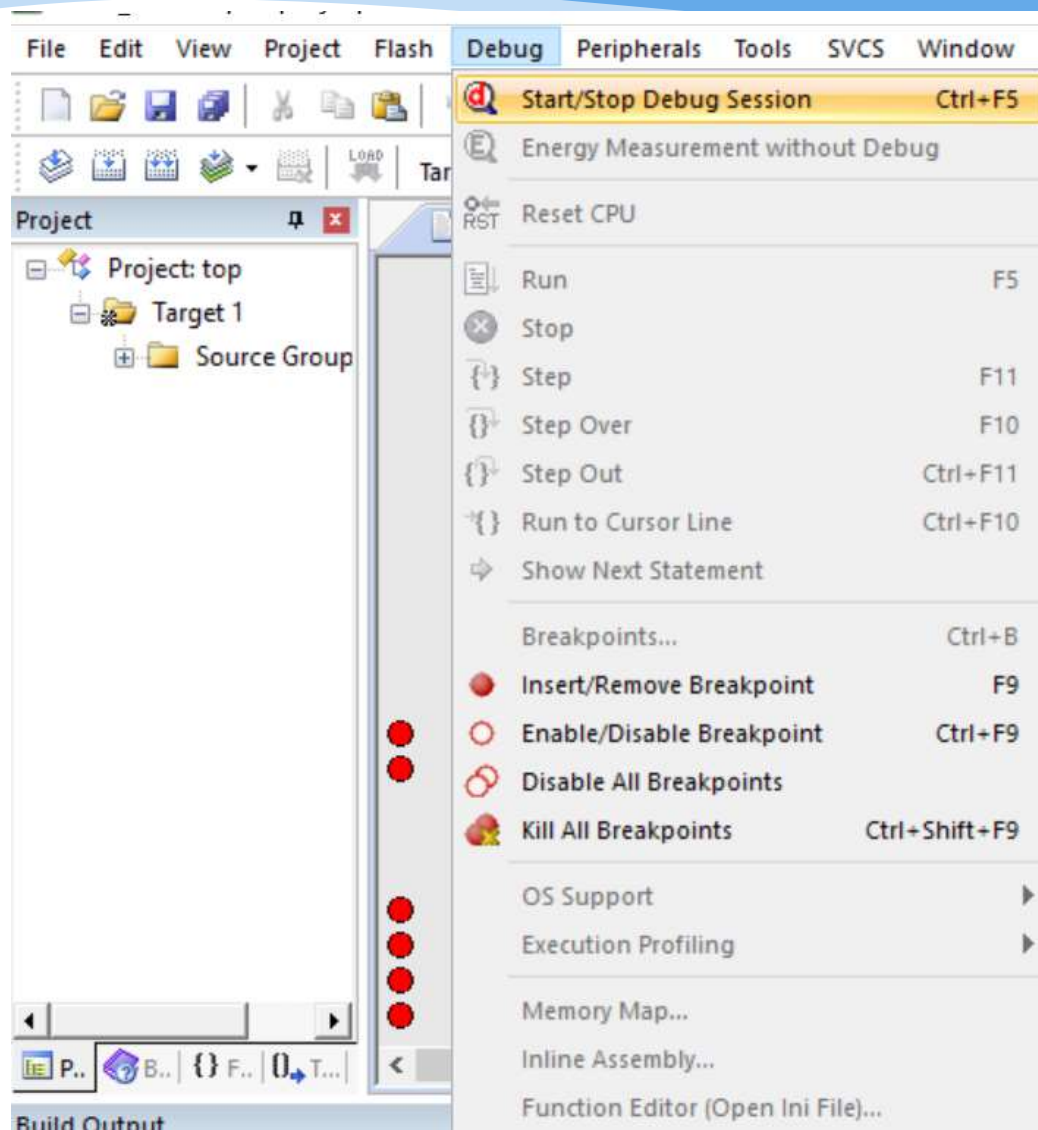 File Edit View Project Flash Debug Peripherals Tools SVCS Window
Start/Stop Debug Session Ctrl+F5
Energy Measurement without Debug
LOAD
Tar
RST Reset CPU
Project
Project: top
Target 1
Source Group
Run F5
Stop
Step F11
Step Over F10
Step Out Ctrl+F11
Run to Cursor Line Ctrl+F10
Show Next Statement
Breakpoints... Ctrl+B
Insert/Remove Breakpoint F9
Enable/Disable Breakpoint Ctrl+F9
Disable All Breakpoints
Kill All Breakpoints Ctrl+Shift+F9
OS Support
Execution Profiling
Memory Map...
Inline Assembly...
Function Editor (Open Ini File)...
P.. B.. {} F.. 0 T...
Build Output